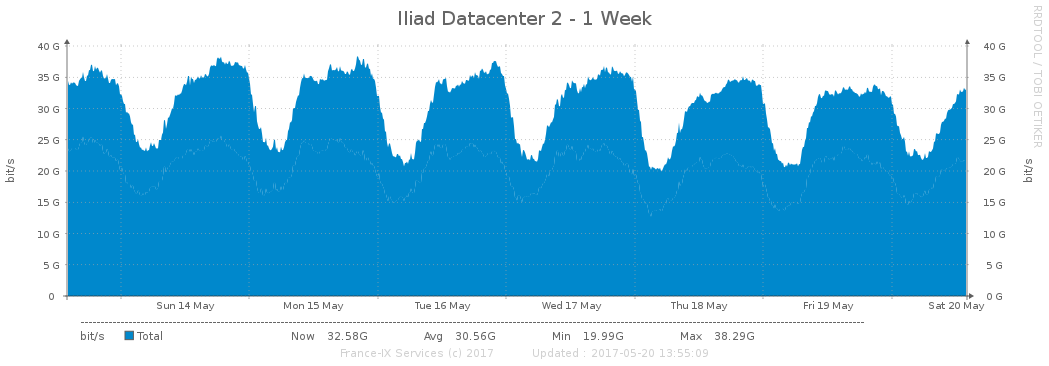 Iliad Datacenter 2 - 1 Week
RRDTOOL / TOBI OETIKER
40 G 40 G
35 G 35 G
30 G 30 G
25 G 25 G
20 G 20 G
15 G 15 G
10 G 10 G
5 G 5 G
0 0 G
bit/s bit/s
Sun 14 May Mon 15 May Tue 16 May Wed 17 May Thu 18 May Fri 19 May Sat 20 May
bit/s Total Now 32.58G Avg 30.56G Min 19.99G Max 38.29G
France-IX Services (c) 2017 Updated : 2017-05-20 13:55:09